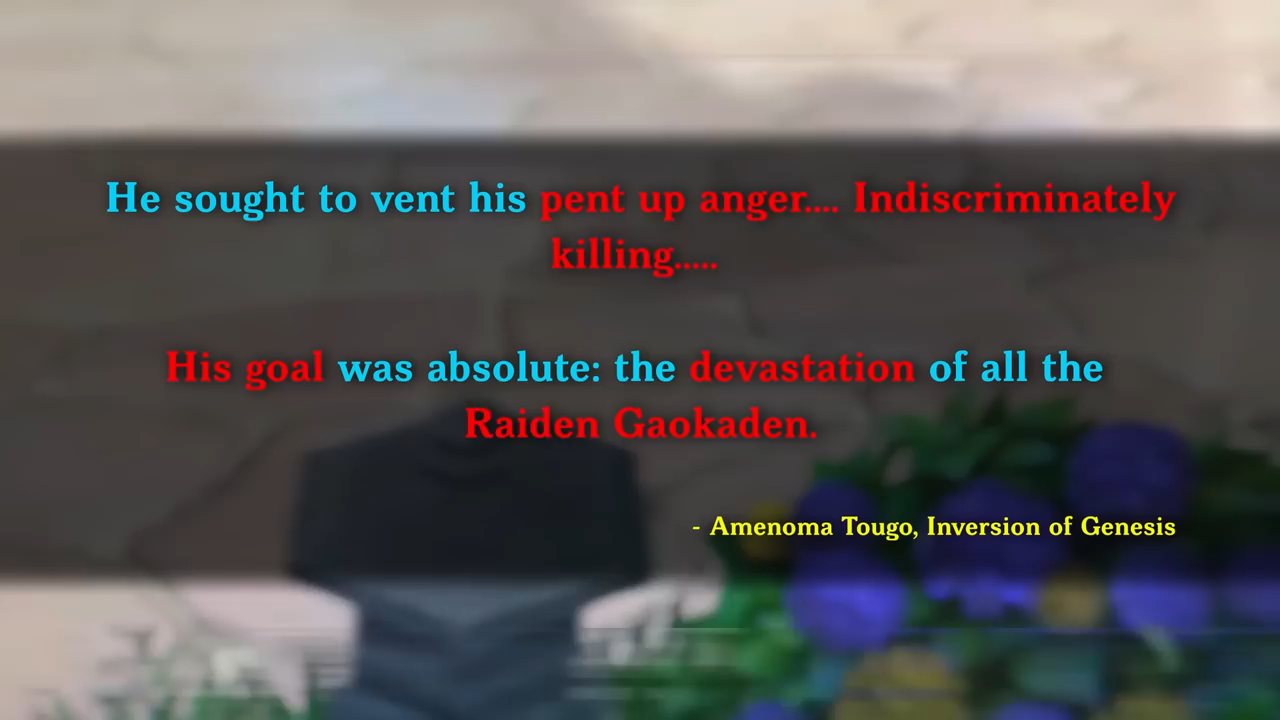 He sought to vent his pent up anger.... Indiscriminately
killing.....
His goal was absolute: the devastation of all the
Raiden Gaokaden.
- Amenoma Tougo, Inversion of Genesis